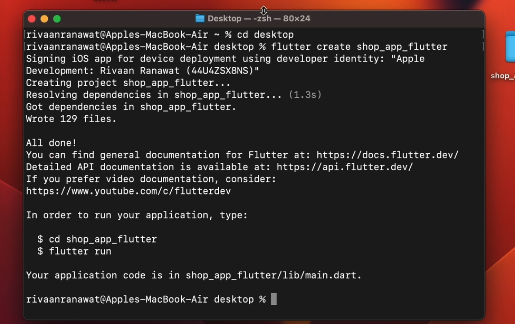 Desktop — -zsh — 80×24
rivaanranawat@Apples-MacBook-Air ~ % cd desktop
rivaanranawat@Apples-MacBook-Air desktop % flutter create shop_app_flutter
Signing iOS app for device deployment using developer identity: "Apple
Development: Rivaan Ranawat (44U4ZSX8NS)"
Creating project shop_app_flutter...
Resolving dependencies in shop_app_flutter... (1.3s)
Got dependencies in shop_app_flutter.
Wrote 129 files.
All done!
You can find general documentation for Flutter at: https://docs.flutter.dev/
Detailed API documentation is available at: https://api.flutter.dev/
If you prefer video documentation, consider:
https://www.youtube.com/c/flutterdev
In order to run your application, type:
$ cd shop_app_flutter
$ flutter run
Your application code is in shop_app_flutter/lib/main.dart.
rivaanranawat@Apples-MacBook-Air desktop %